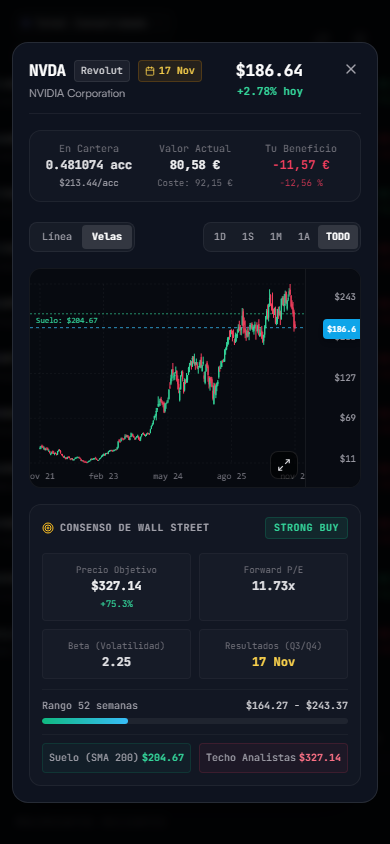 NVDA Revolut 17 Nov $186.64
NVIDIA Corporation +2.78% hoy
En Cartera Valor Actual Tu Beneficio
0.481074 acc 80,58 € -11,57 €
$213.44/acc Coste: 92,15 € -12,56 %
Línea Velas 1D 1S 1M 1A TODO
$243
Suelo: $204.67
$186.6
$127
$69
$11
ov 21 feb 23 may 24 ago 25
CONSENSO DE WALL STREET STRONG BUY
Precio Objetivo Forward P/E
$327.14 11.73x
+75.3%
Beta (Volatilidad) Resultados (Q3/Q4)
2.25 17 Nov
Rango 52 semanas $164.27 - $243.37
Suelo (SMA 200) $204.67 Techo Analistas $327.14